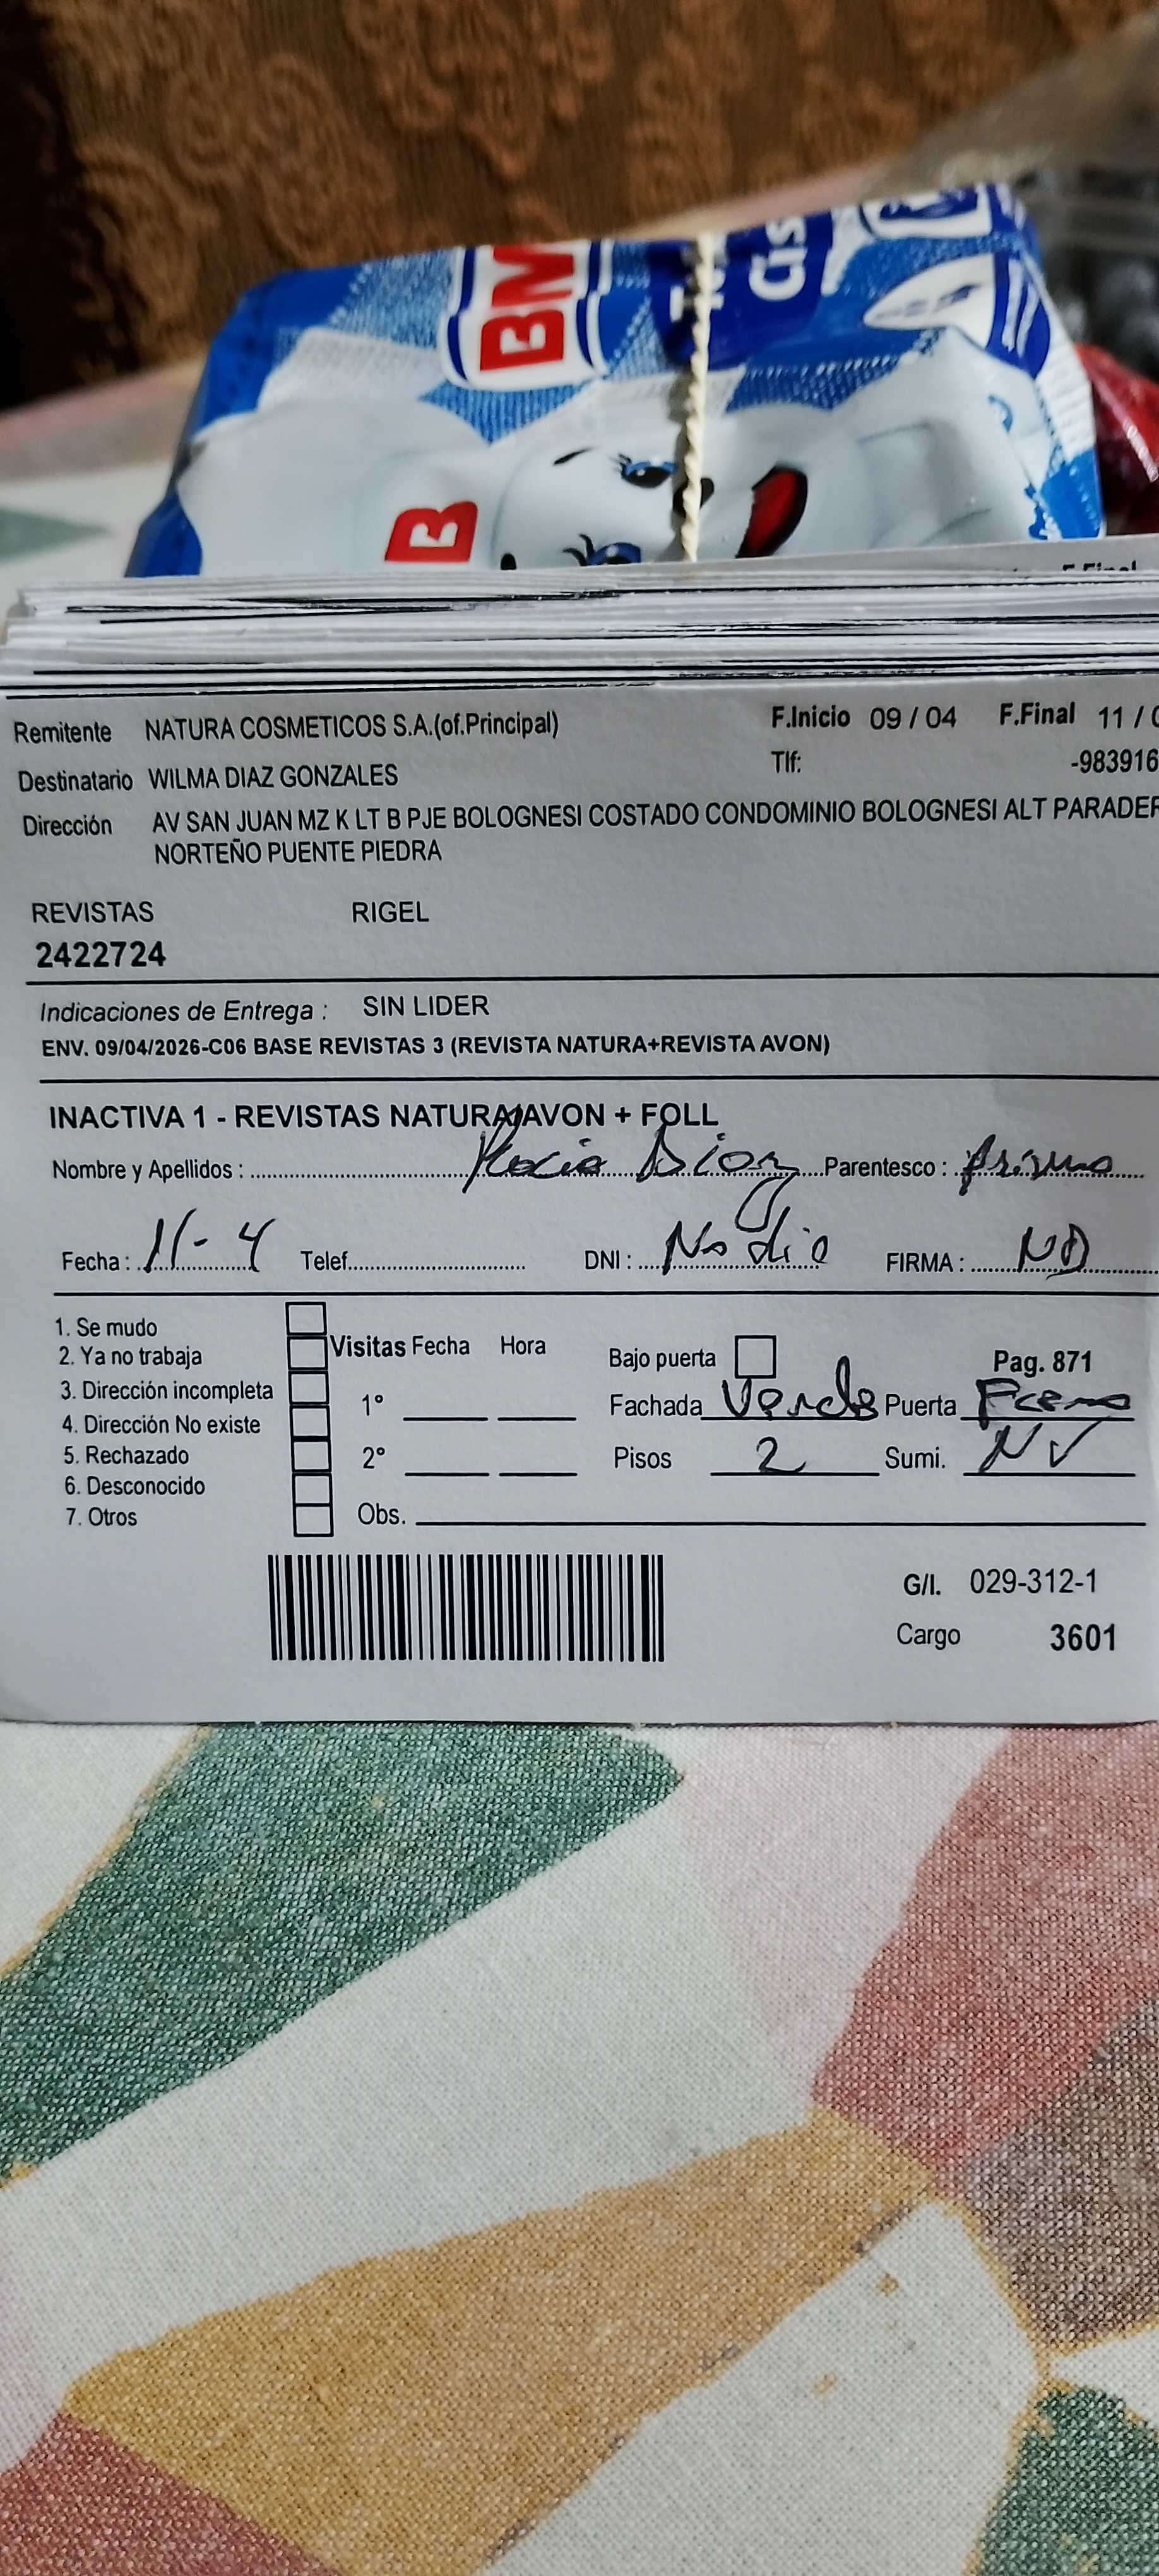 BM
B
F.Final
Remitente NATURA COSMETICOS S.A.(of.Principal) F.Inicio 09 / 04 F.Final 11 /
Destinatario WILMA DIAZ GONZALES Tlf: -983916
Dirección AV SAN JUAN MZ K LT B PJE BOLOGNESI COSTADO CONDOMINIO BOLOGNESI ALT PARADER
NORTEÑO PUENTE PIEDRA
REVISTAS RIGEL
2422724
Indicaciones de Entrega : SIN LIDER
ENV. 09/04/2026-C06 BASE REVISTAS 3 (REVISTA NATURA+REVISTA AVON)
INACTIVA 1 - REVISTAS NATURA/AVON + FOLL
Nombre y Apellidos : Diaz Parentesco : prima
Fecha : 11-4 Telef. DNI : No dio FIRMA : ND
1. Se mudo
2. Ya no trabaja
3. Dirección incompleta
4. Dirección No existe
5. Rechazado
6. Desconocido
7. Otros
Visitas Fecha Hora
1°
2°
Obs.
Bajo puerta Pag. 871
Fachada Verde Puerta
Pisos 2 Sumi. NV
G/I. 029-312-1
Cargo 3601